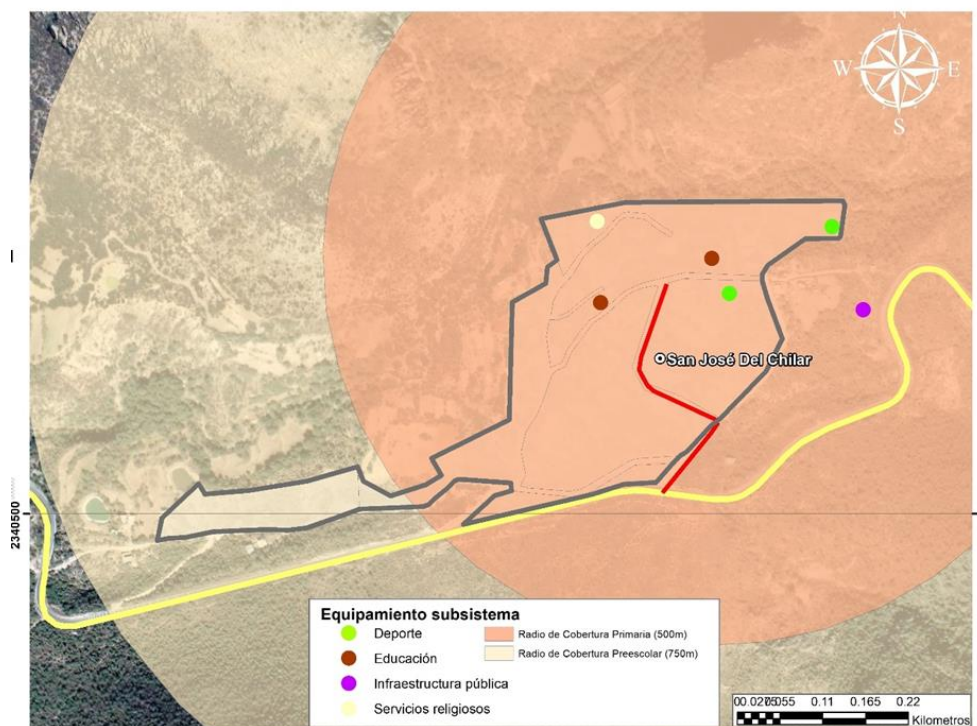 N
W E
S
San José Del Chilar
2340500
Equipamiento subsistema
Deporte
Educación
Infraestructura pública
Servicios religiosos
Radio de Cobertura Primaria (500m)
Radio de Cobertura Preescolar (750m)
0.055 0.11 0.165 0.22
Kilometros